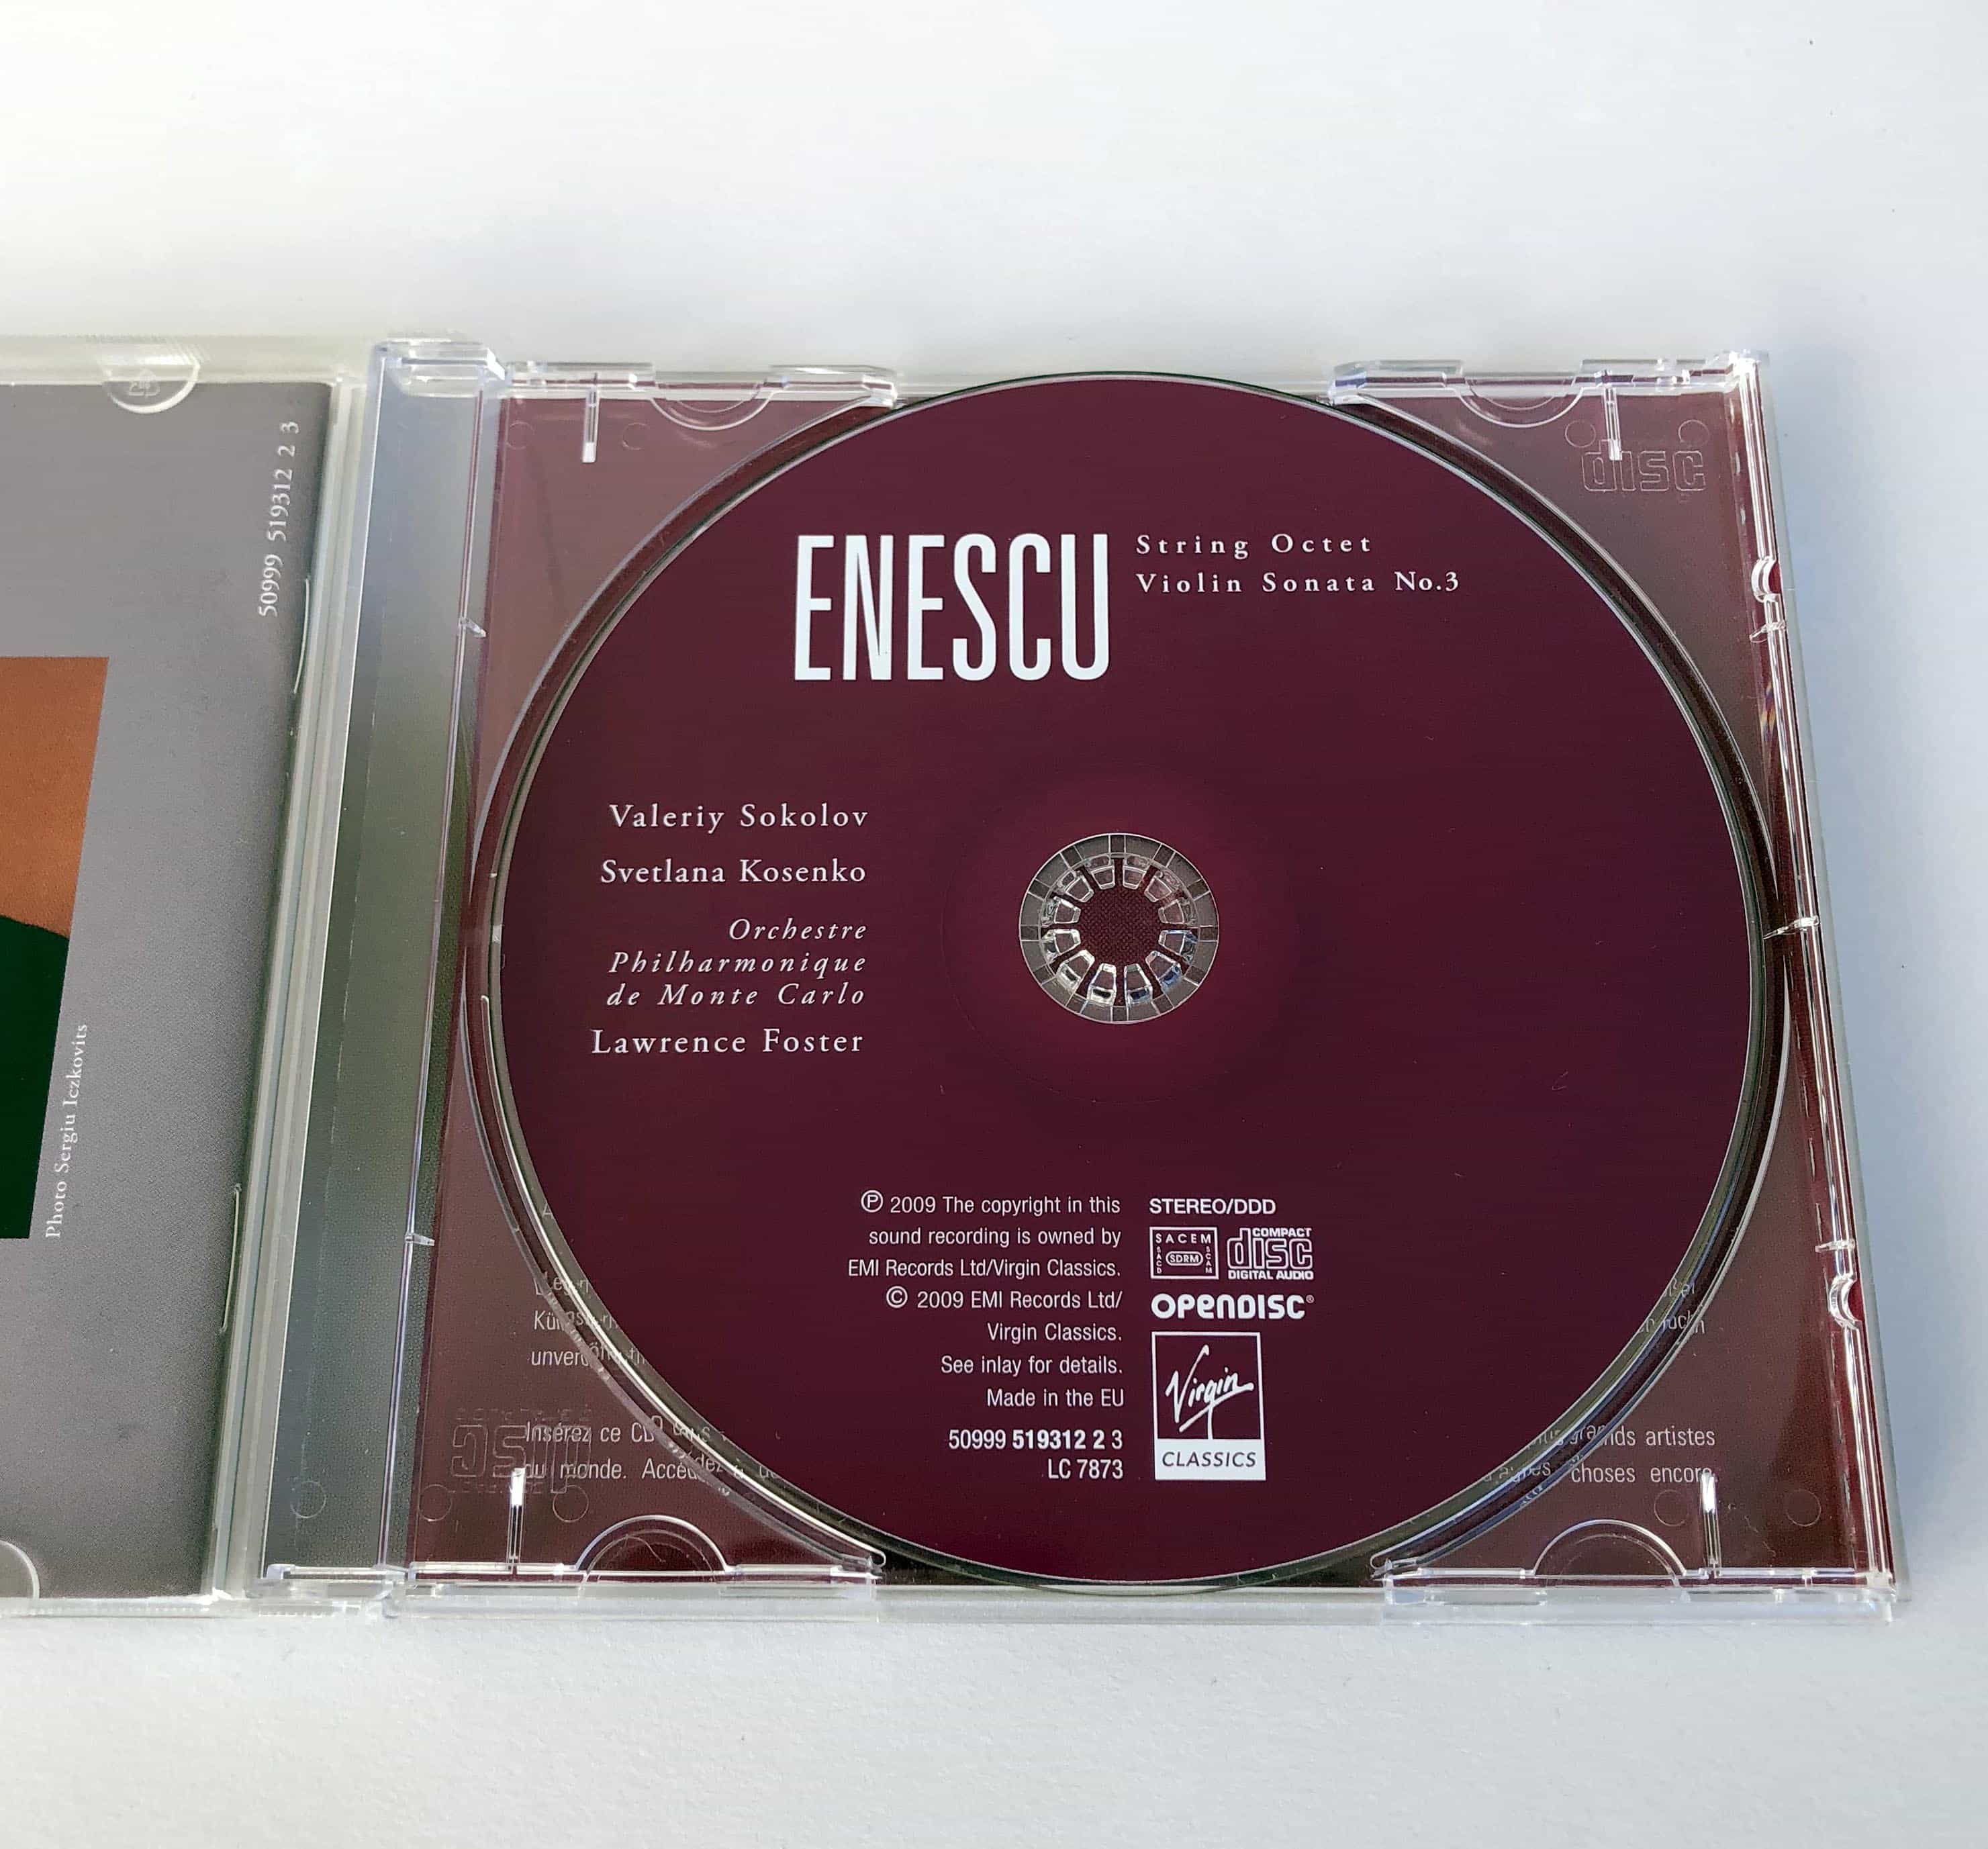 50999 519312 2 3
Photo Sergiu Iczkovits
disc
ENESCU
String Octet
Violin Sonata No.3
Valeriy Sokolov
Svetlana Kosenko
Orchestre
Philharmonique
de Monte Carlo
Lawrence Foster
℗ 2009 The copyright in this
sound recording is owned by
EMI Records Ltd/Virgin Classics.
© 2009 EMI Records Ltd/
Virgin Classics.
See inlay for details.
Made in the EU
50999 519312 2 3
LC 7873
STEREO/DDD
SACEM
SACD
SDRM
SCAM
COMPACT
disc
DIGITAL AUDIO
OPENDISC®
Virgin
CLASSICS
Insérez ce CD
du monde.
grands artistes
choses encore